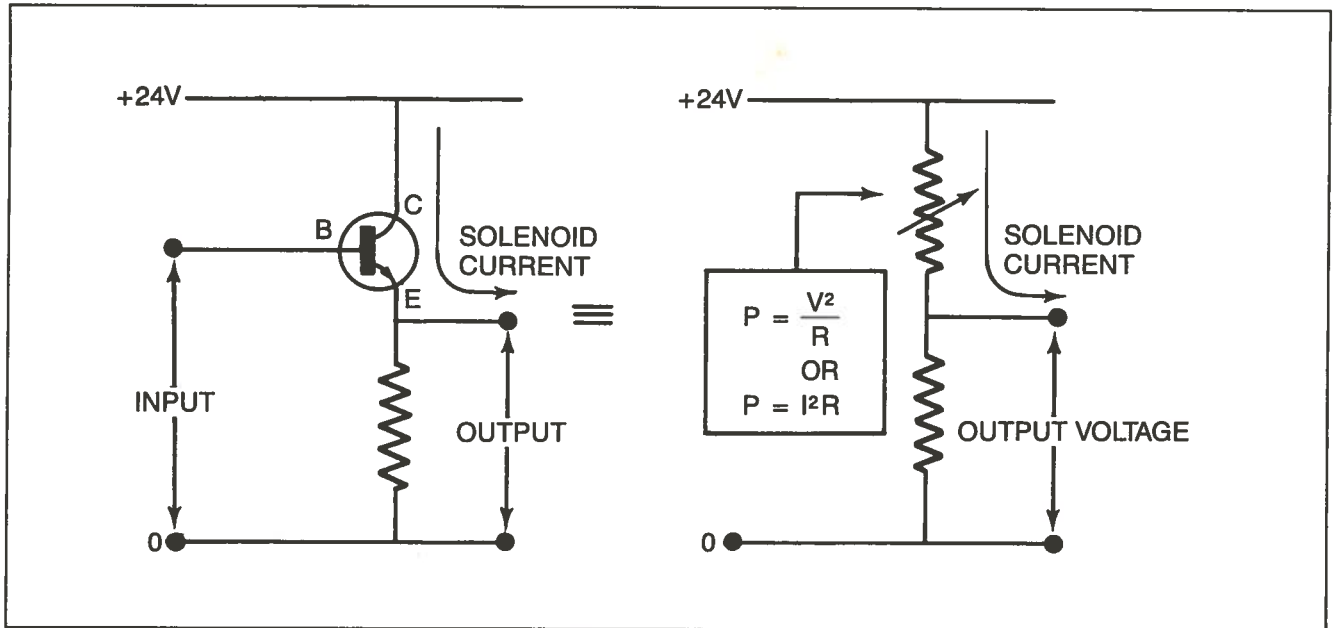 +24V
B
C
E
SOLENOID
CURRENT
INPUT
OUTPUT
0
≡
+24V
SOLENOID
CURRENT
P = V²
R
OR
P = I²R
OUTPUT VOLTAGE
0